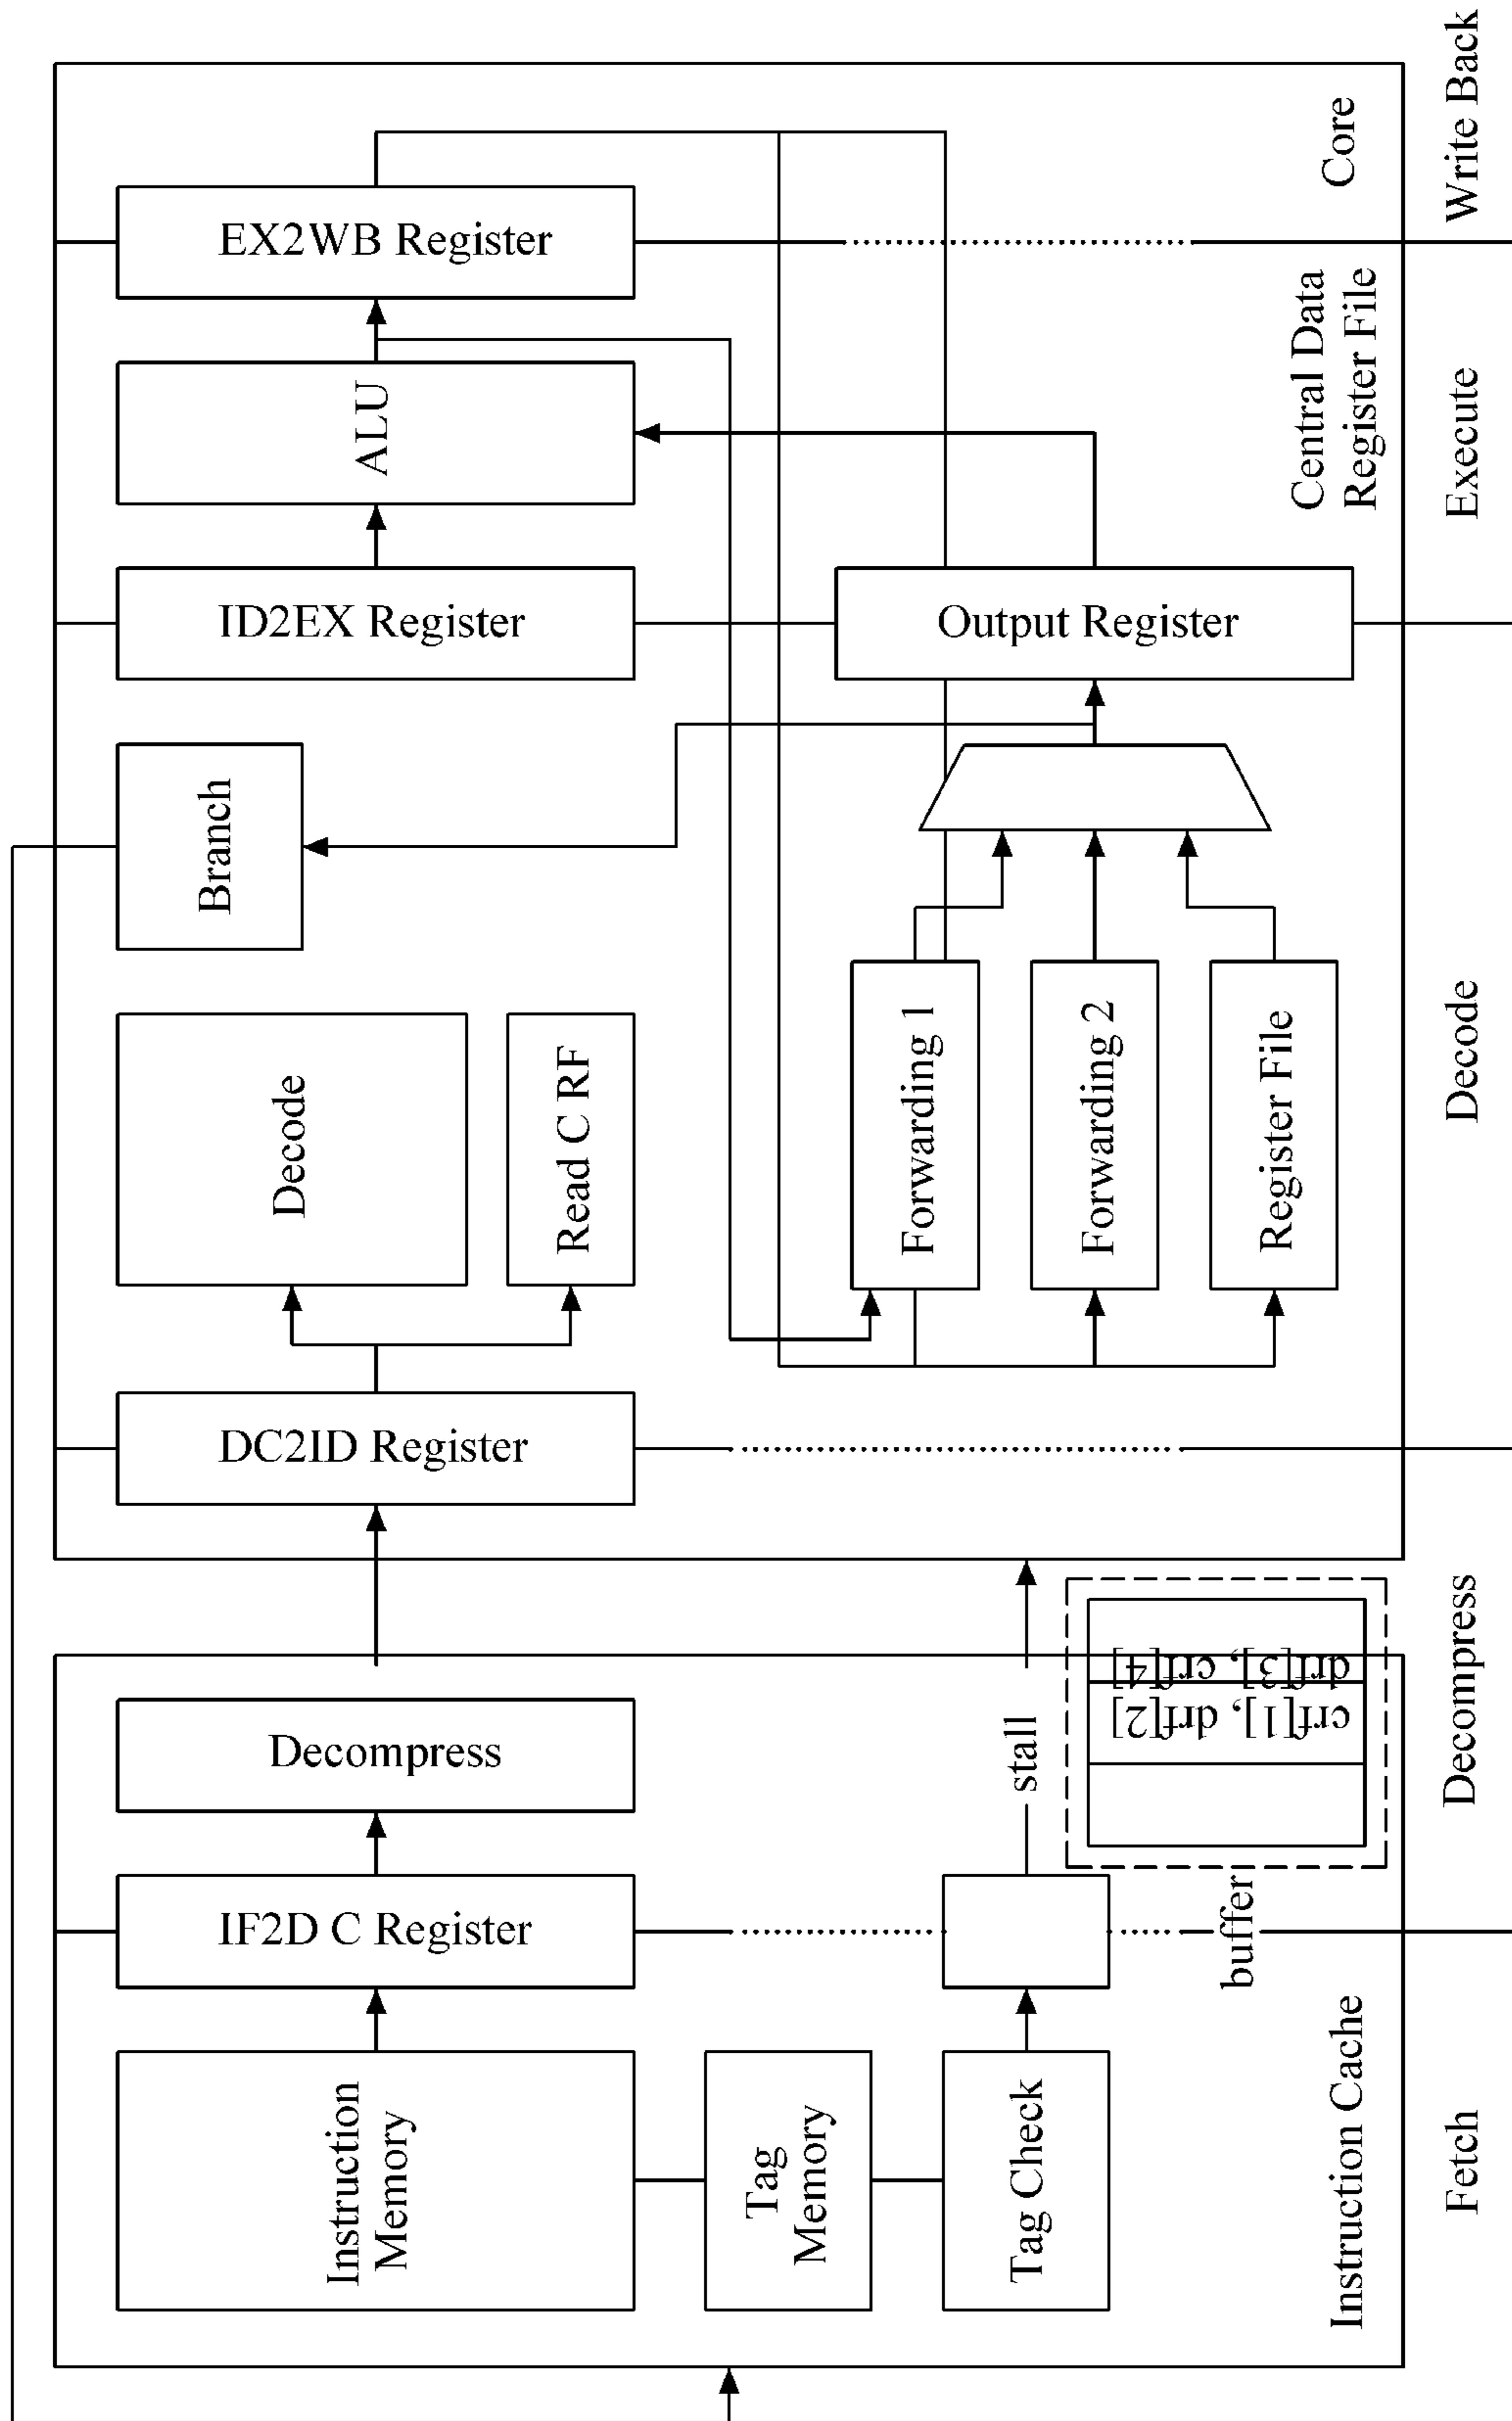 EX2WB Register
ALU
ID2EX Register
Branch
Decode
Read C RF
DC2ID Register
Core
Central Data
Register File
Output Register
Forwarding 1
Forwarding 2
Register File
Decompress
IF2D C Register
Instruction
Memory
Tag
Memory
Tag Check
stall
buffer
crf[1], drf[2]
drf[3], crf[4]
Instruction Cache
Fetch
Decompress
Decode
Execute
Write Back